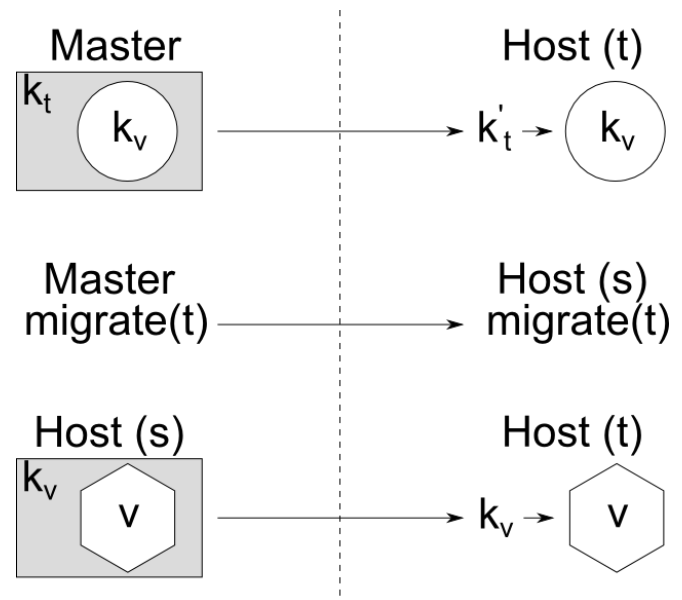 Master Host (t)
kₜ kᵥ k'ₜ kᵥ
Master Host (s)
migrate(t) migrate(t)
Host (s) Host (t)
kᵥ v kᵥ v